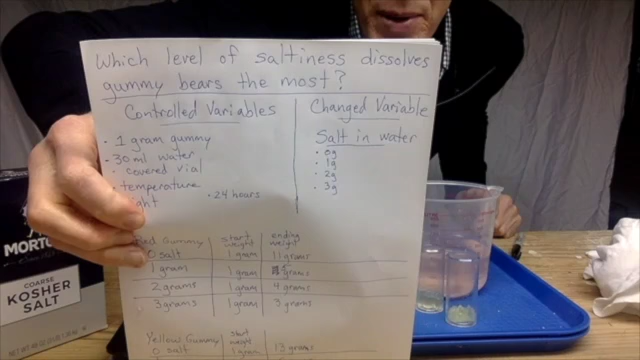 Which level of saltiness dissolves
gummy bears the most?
Controlled Variables
• 1 gram gummy
• 30 ml water
• covered vial
• temperature
• 24 hours
Changed Variable
Salt in water
• 0g
• 1g
• 2g
• 3g
Gummy start weight ending weight
0 salt 1 gram 11 grams
1 gram 1 gram grams
2 grams 1 gram 4 grams
3 grams 1 gram 3 grams
Yellow Gummy start weight
0 salt 1 gram 13 grams
MORTON
COARSE
KOSHER
SALT